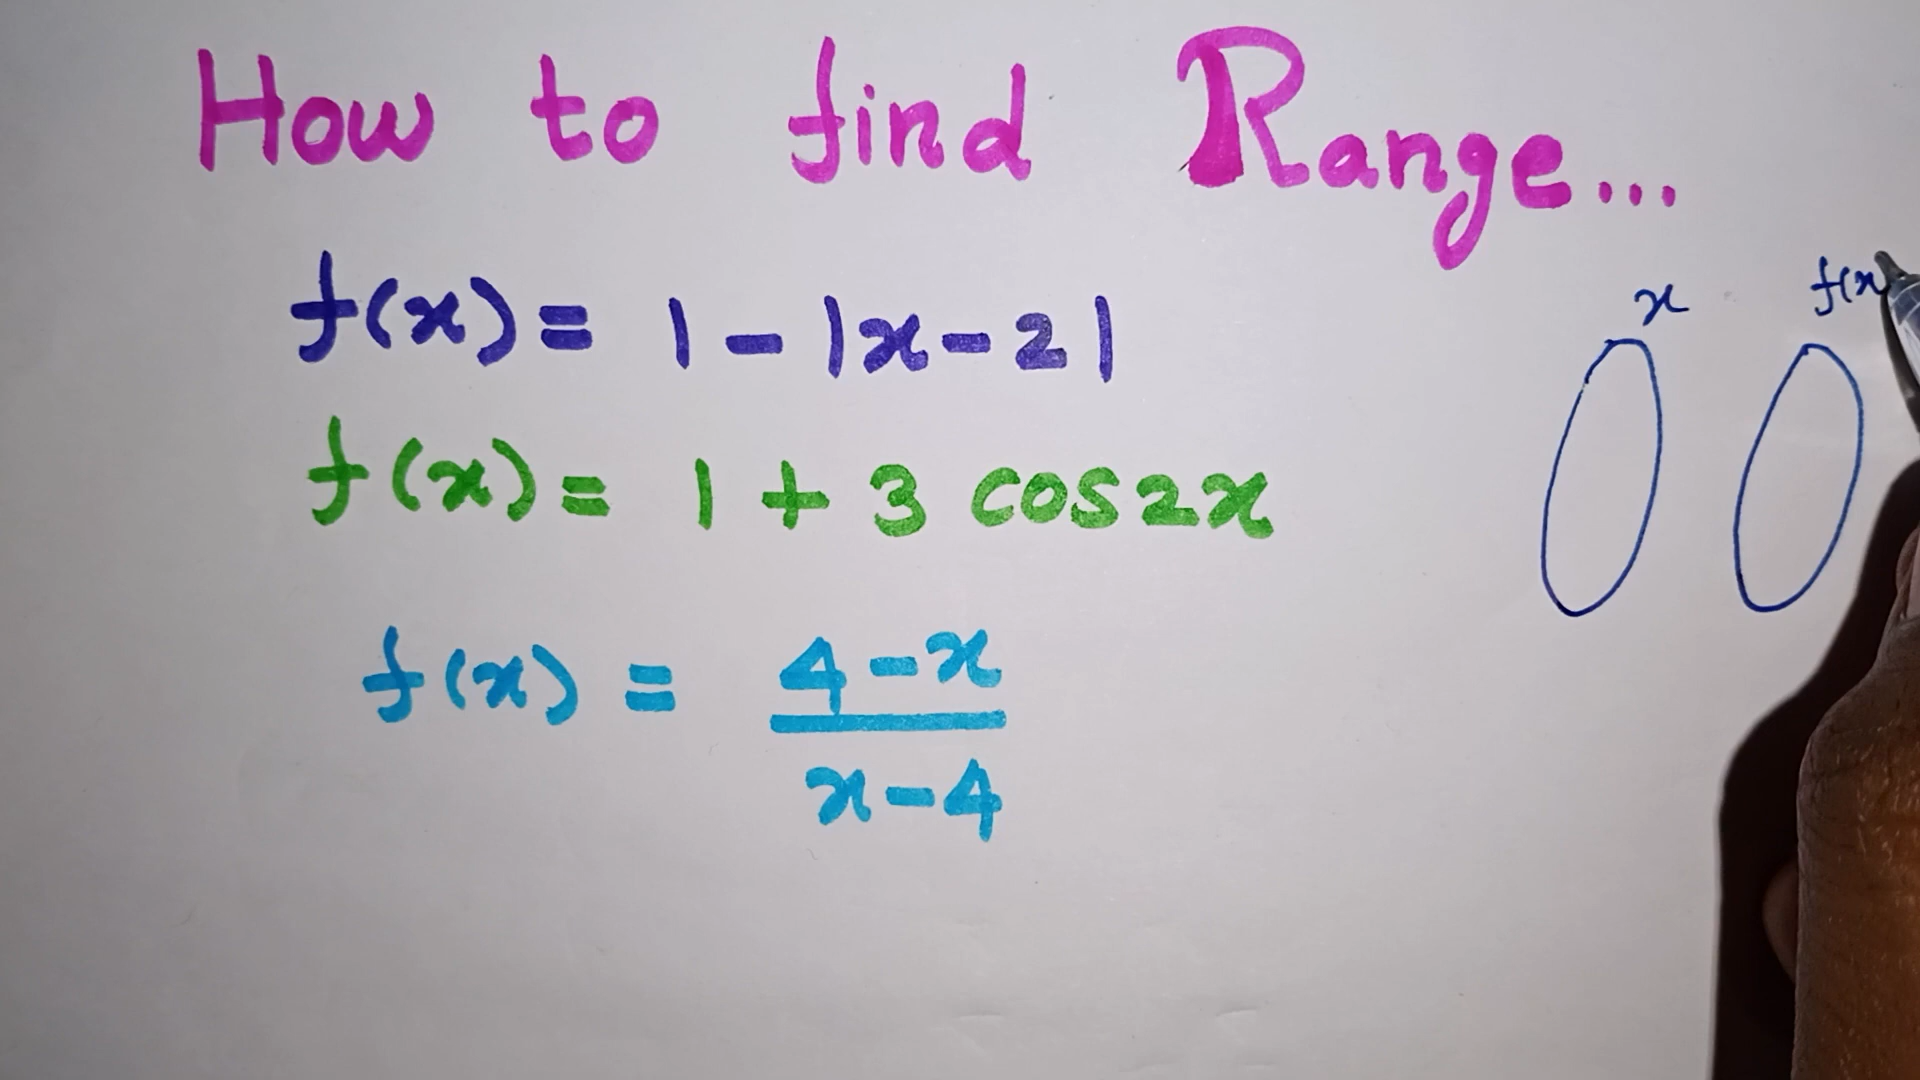 How to find Range...
x f(x)
f(x) = 1 - |x-2|
f(x) = 1 + 3 cos2x
f(x) = 4-x
x-4